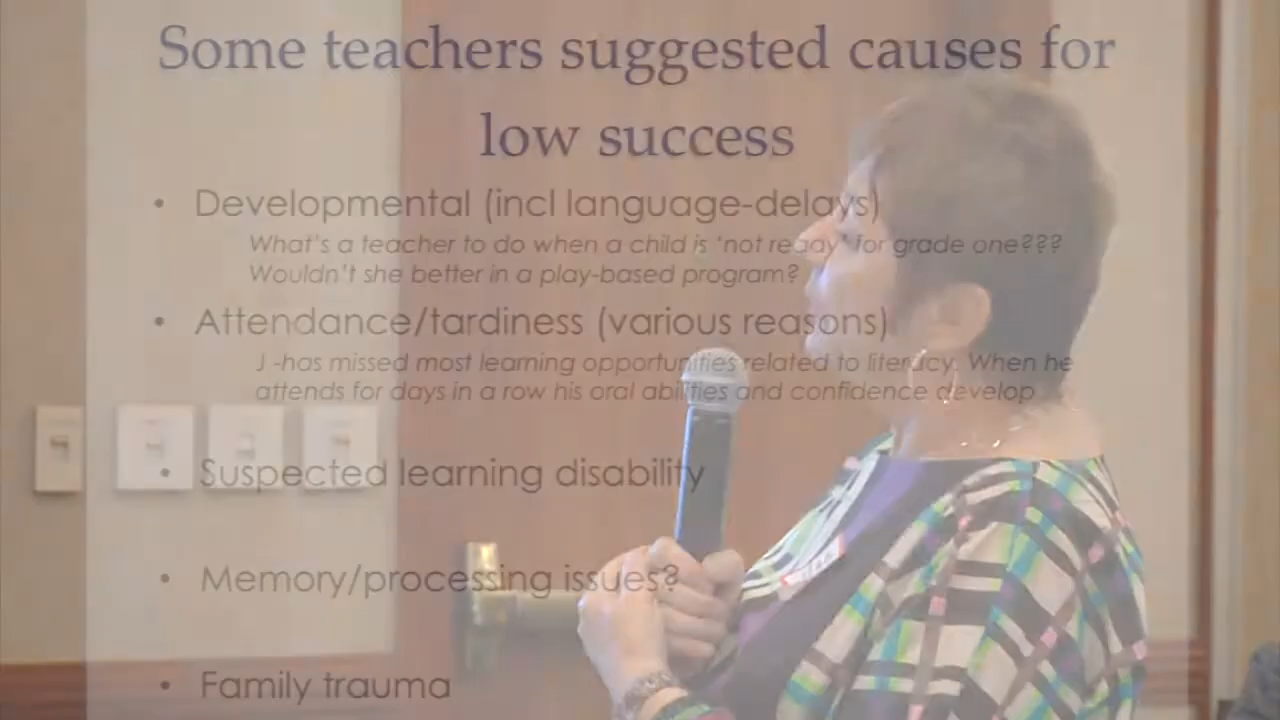 Some teachers suggested causes for
low success
• Developmental (incl language-delays)
What's a teacher to do when a child is 'not ready' for grade one???
Wouldn't she better in a play-based program?
• Attendance/tardiness (various reasons)
J -has missed most learning opportunities related to literacy. When he
attends for days in a row his oral abilities and confidence develop
• Suspected learning disability
• Memory/processing issues?
• Family trauma